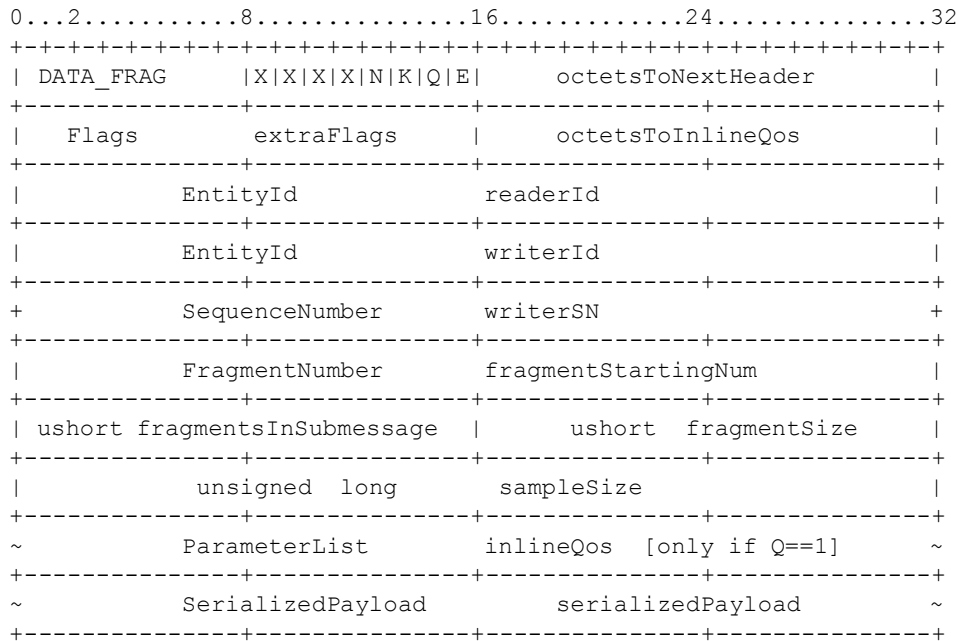 0...2...........8...............16.............24...............32
+-+-+-+-+-+-+-+-+-+-+-+-+-+-+-+-+-+-+-+-+-+-+-+-+-+-+-+-+-+-+-+-+
| DATA_FRAG     |X|X|X|X|N|K|Q|E|     octetsToNextHeader        |
+---------------+---------------+---------------+---------------+
|   Flags         extraFlags     |     octetsToInlineQos         |
+---------------+---------------+---------------+---------------+
|           EntityId             readerId                       |
+---------------+---------------+---------------+---------------+
|           EntityId             writerId                       |
+---------------+---------------+---------------+---------------+
+           SequenceNumber       writerSN                       +
+---------------+---------------+---------------+---------------+
|           FragmentNumber       fragmentStartingNum            |
+---------------+---------------+---------------+---------------+
| ushort fragmentsInSubmessage  |      ushort  fragmentSize     |
+---------------+---------------+---------------+---------------+
|            unsigned  long       sampleSize                    |
+---------------+---------------+---------------+---------------+
~           ParameterList        inlineQos  [only if Q==1]      ~
+---------------+---------------+---------------+---------------+
~           SerializedPayload         serializedPayload         ~
+---------------+---------------+---------------+---------------+